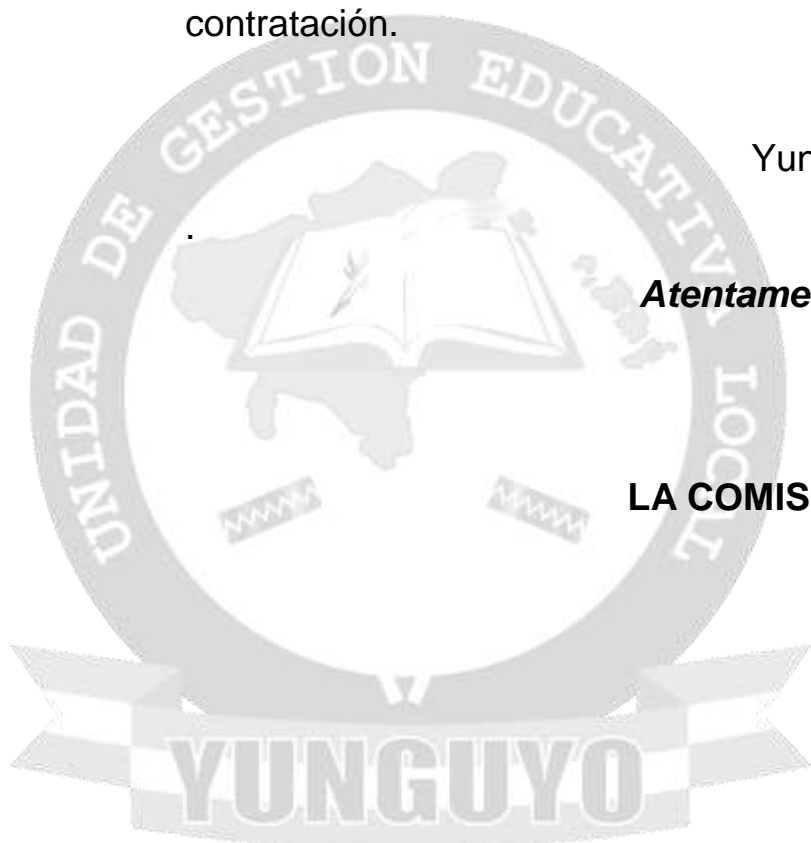 contratación.
UNIDAD DE GESTION EDUCATIVA LOCAL
Yun
.
Atentame
LA COMIS
YUNGUYO